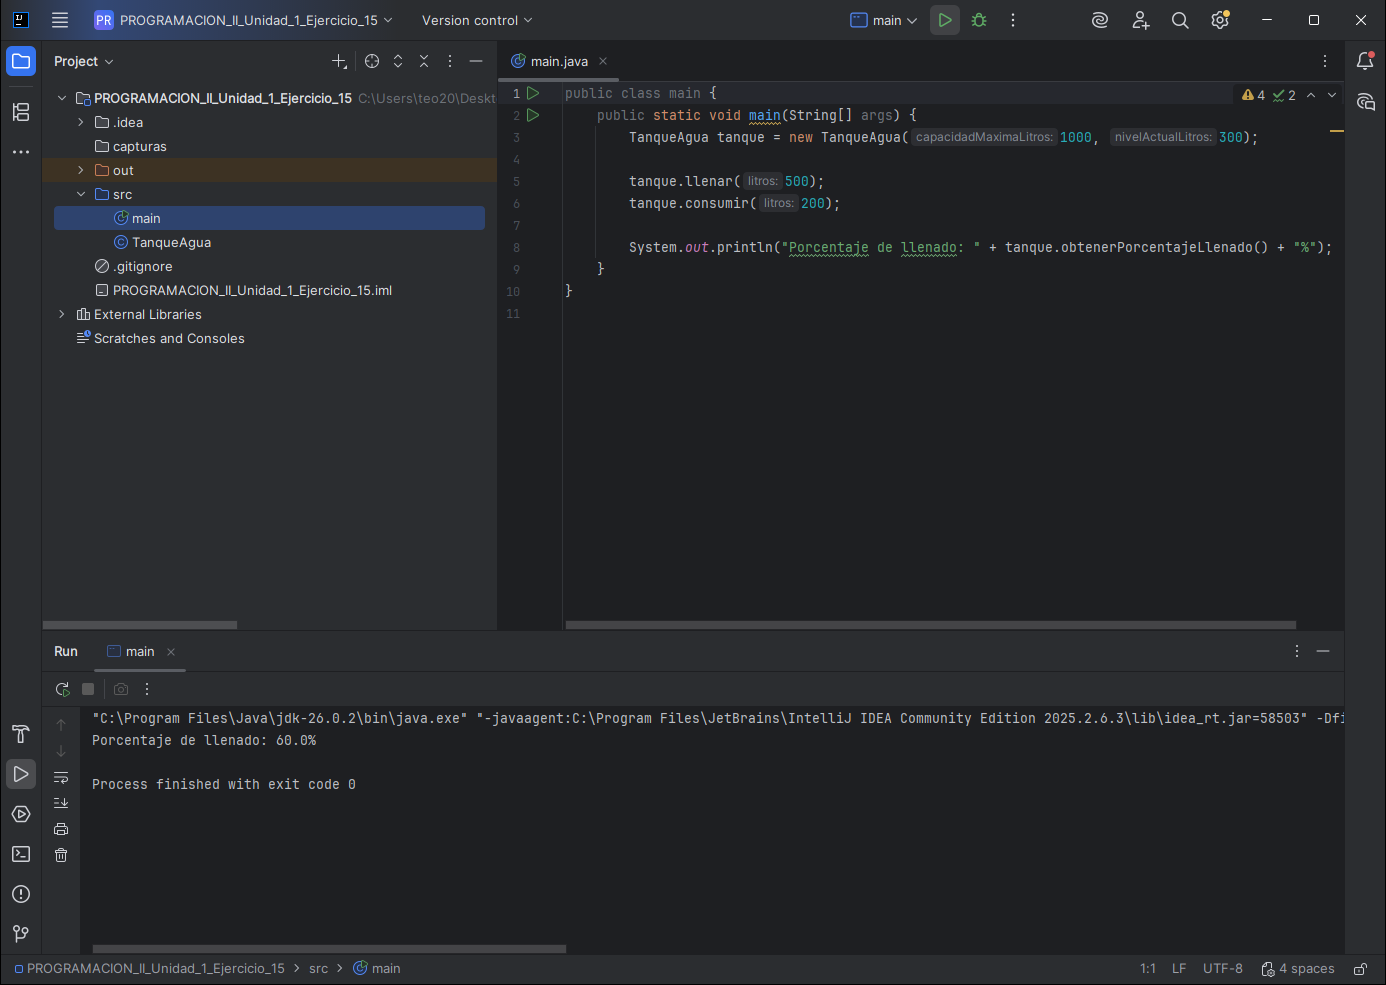 IJ
PR PROGRAMACION_II_Unidad_1_Ejercicio_15
Version control
main
Project
main.java
PROGRAMACION_II_Unidad_1_Ejercicio_15 C:\Users\teo20\Deskt
.idea
capturas
out
src
main
TanqueAgua
.gitignore
PROGRAMACION_II_Unidad_1_Ejercicio_15.iml
External Libraries
Scratches and Consoles
4 2
1 public class main {
2 public static void main(String[] args) {
3 TanqueAgua tanque = new TanqueAgua( capacidadMaximaLitros: 1000, nivelActualLitros: 300);
4
5 tanque.llenar( litros: 500);
6 tanque.consumir( litros: 200);
7
8 System.out.println("Porcentaje de llenado: " + tanque.obtenerPorcentajeLlenado() + "%");
9 }
10 }
11
Run main
"C:\Program Files\Java\jdk-26.0.2\bin\java.exe" "-javaagent:C:\Program Files\JetBrains\IntelliJ IDEA Community Edition 2025.2.6.3\lib\idea_rt.jar=58503" -Dfi
Porcentaje de llenado: 60.0%
Process finished with exit code 0
PROGRAMACION_II_Unidad_1_Ejercicio_15 > src > main
1:1 LF UTF-8 4 spaces